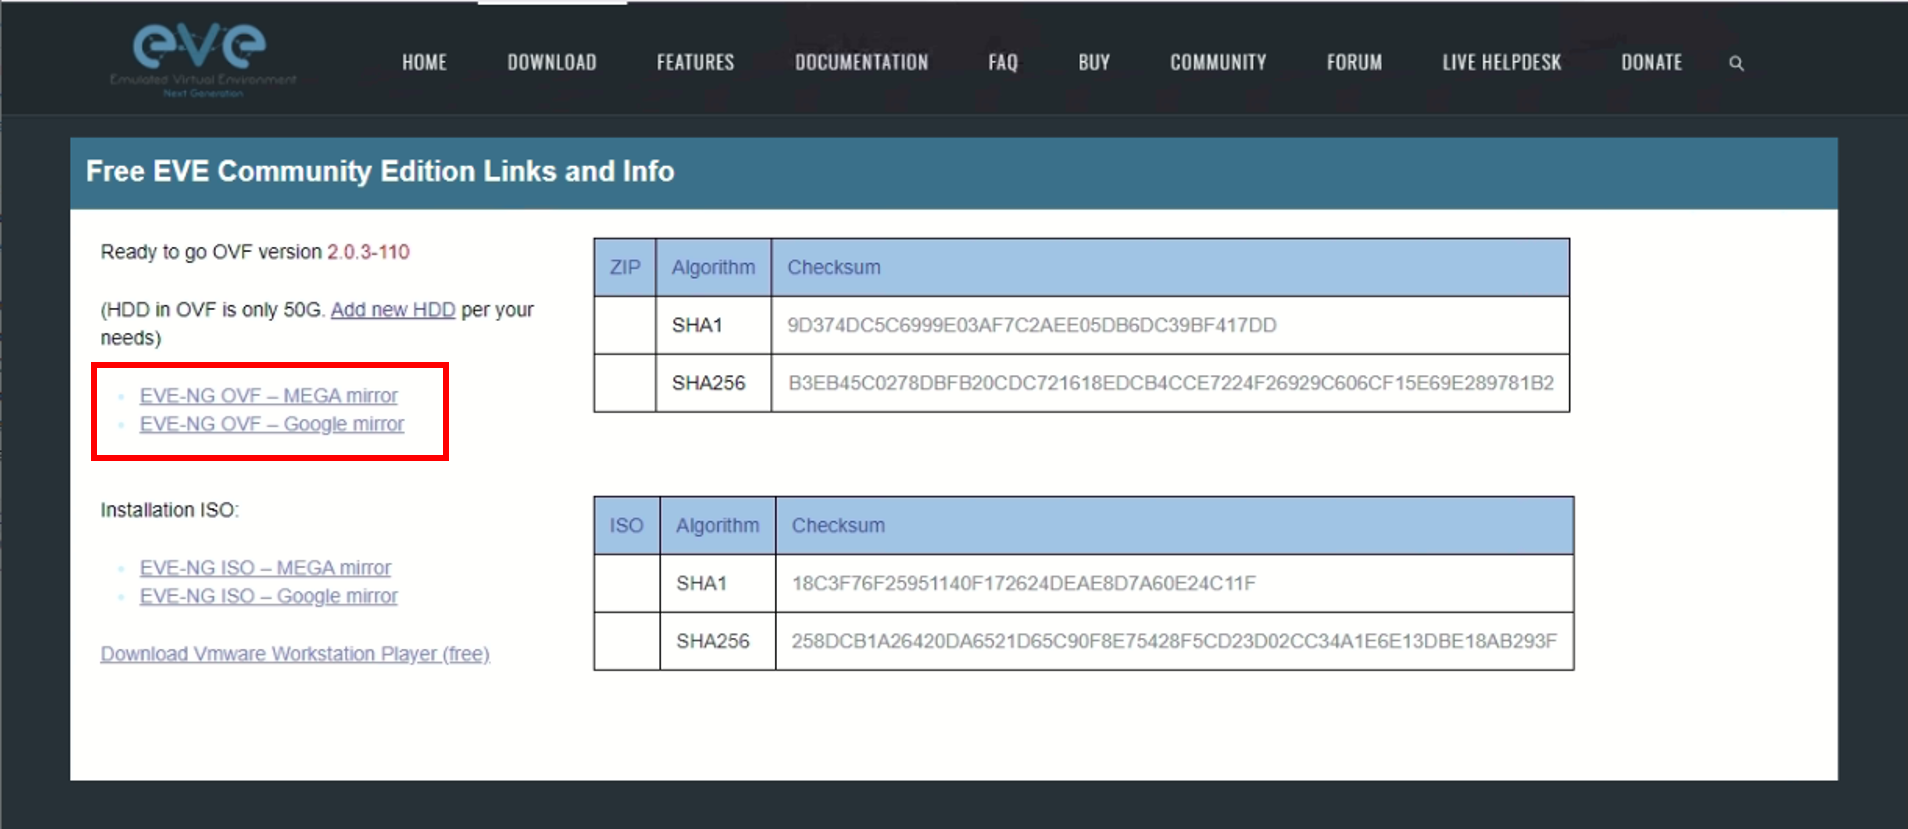 eve
Emulated Virtual Environment
Next Generation
HOME DOWNLOAD FEATURES DOCUMENTATION FAQ BUY COMMUNITY FORUM LIVE HELPDESK DONATE
Free EVE Community Edition Links and Info
Ready to go OVF version 2.0.3-110
(HDD in OVF is only 50G. Add new HDD per your
needs)
EVE-NG OVF – MEGA mirror
EVE-NG OVF – Google mirror
ZIP Algorithm Checksum
SHA1 9D374DC5C6999E03AF7C2AEE05DB6DC39BF417DD
SHA256 B3EB45C0278DBFB20CDC721618EDCB4CCE7224F26929C606CF15E69E289781B2
Installation ISO:
EVE-NG ISO – MEGA mirror
EVE-NG ISO – Google mirror
Download Vmware Workstation Player (free)
ISO Algorithm Checksum
SHA1 18C3F76F25951140F172624DEAE8D7A60E24C11F
SHA256 258DCB1A26420DA6521D65C90F8E75428F5CD23D02CC34A1E6E13DBE18AB293F